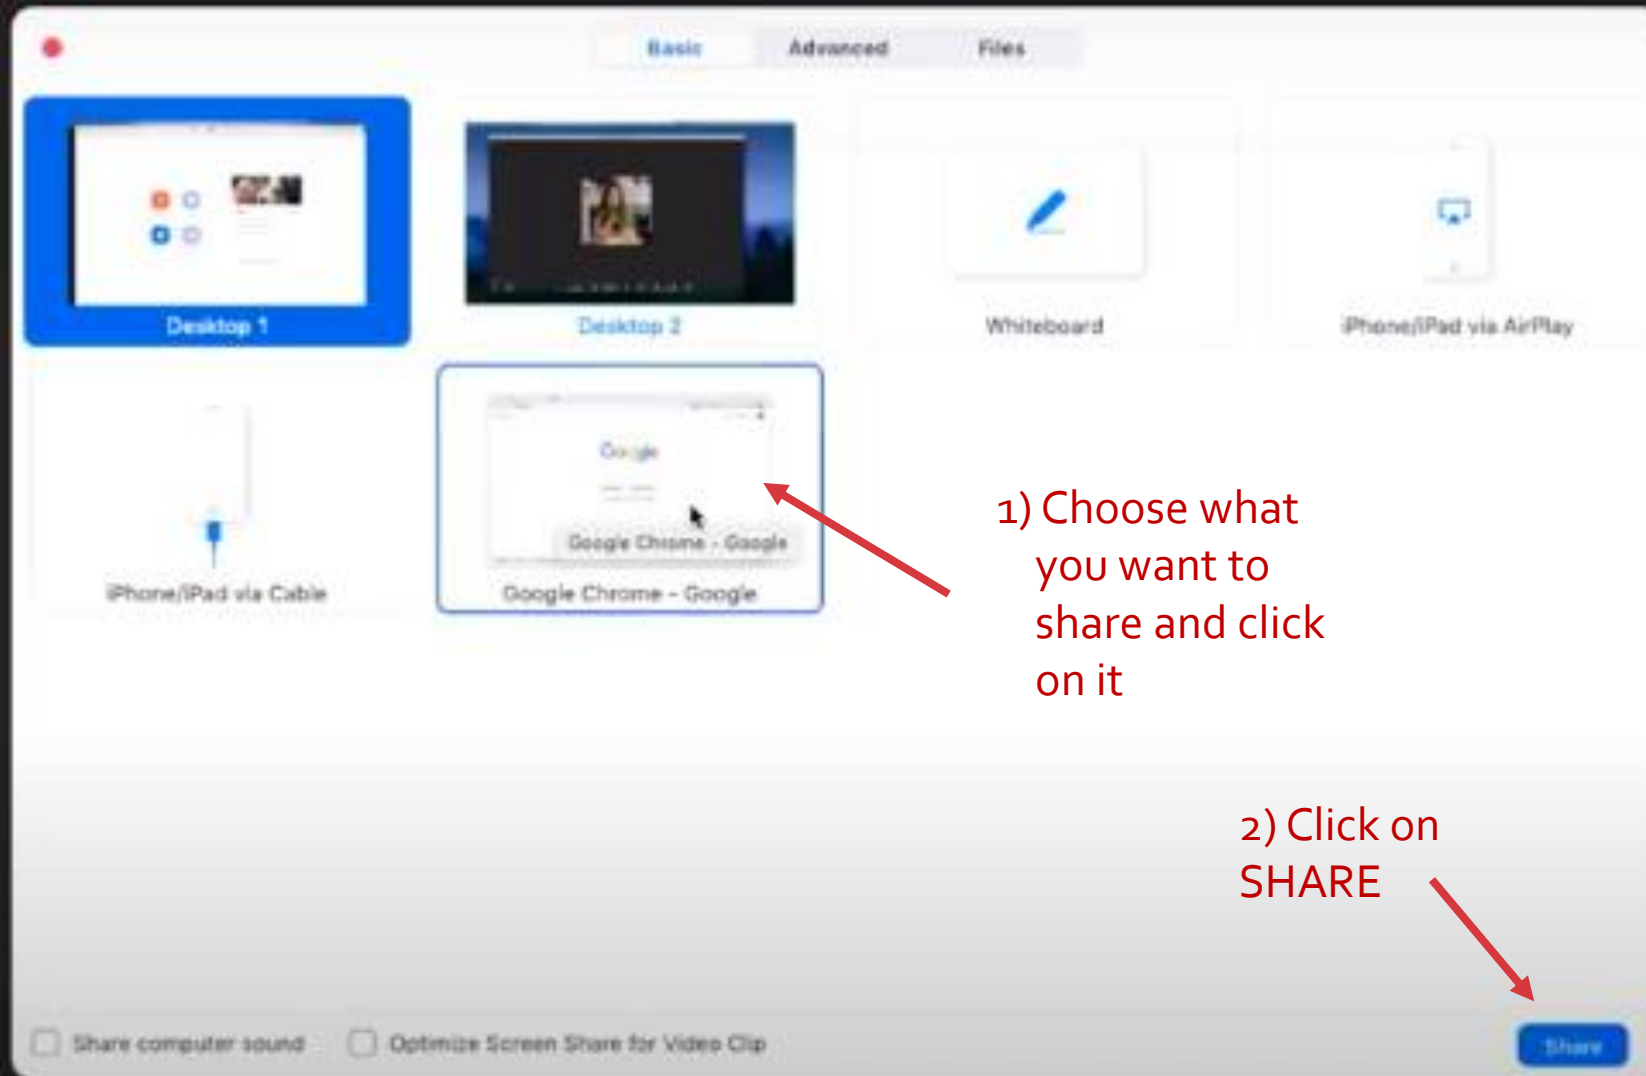 Basic Advanced Files
Desktop 1
Desktop 2
Whiteboard
iPhone/iPad via AirPlay
Google
Google Chrome - Google
iPhone/iPad via Cable
Google Chrome - Google
1) Choose what
you want to
share and click
on it
2) Click on
SHARE
Share computer sound
Optimize Screen Share for Video Clip
Share